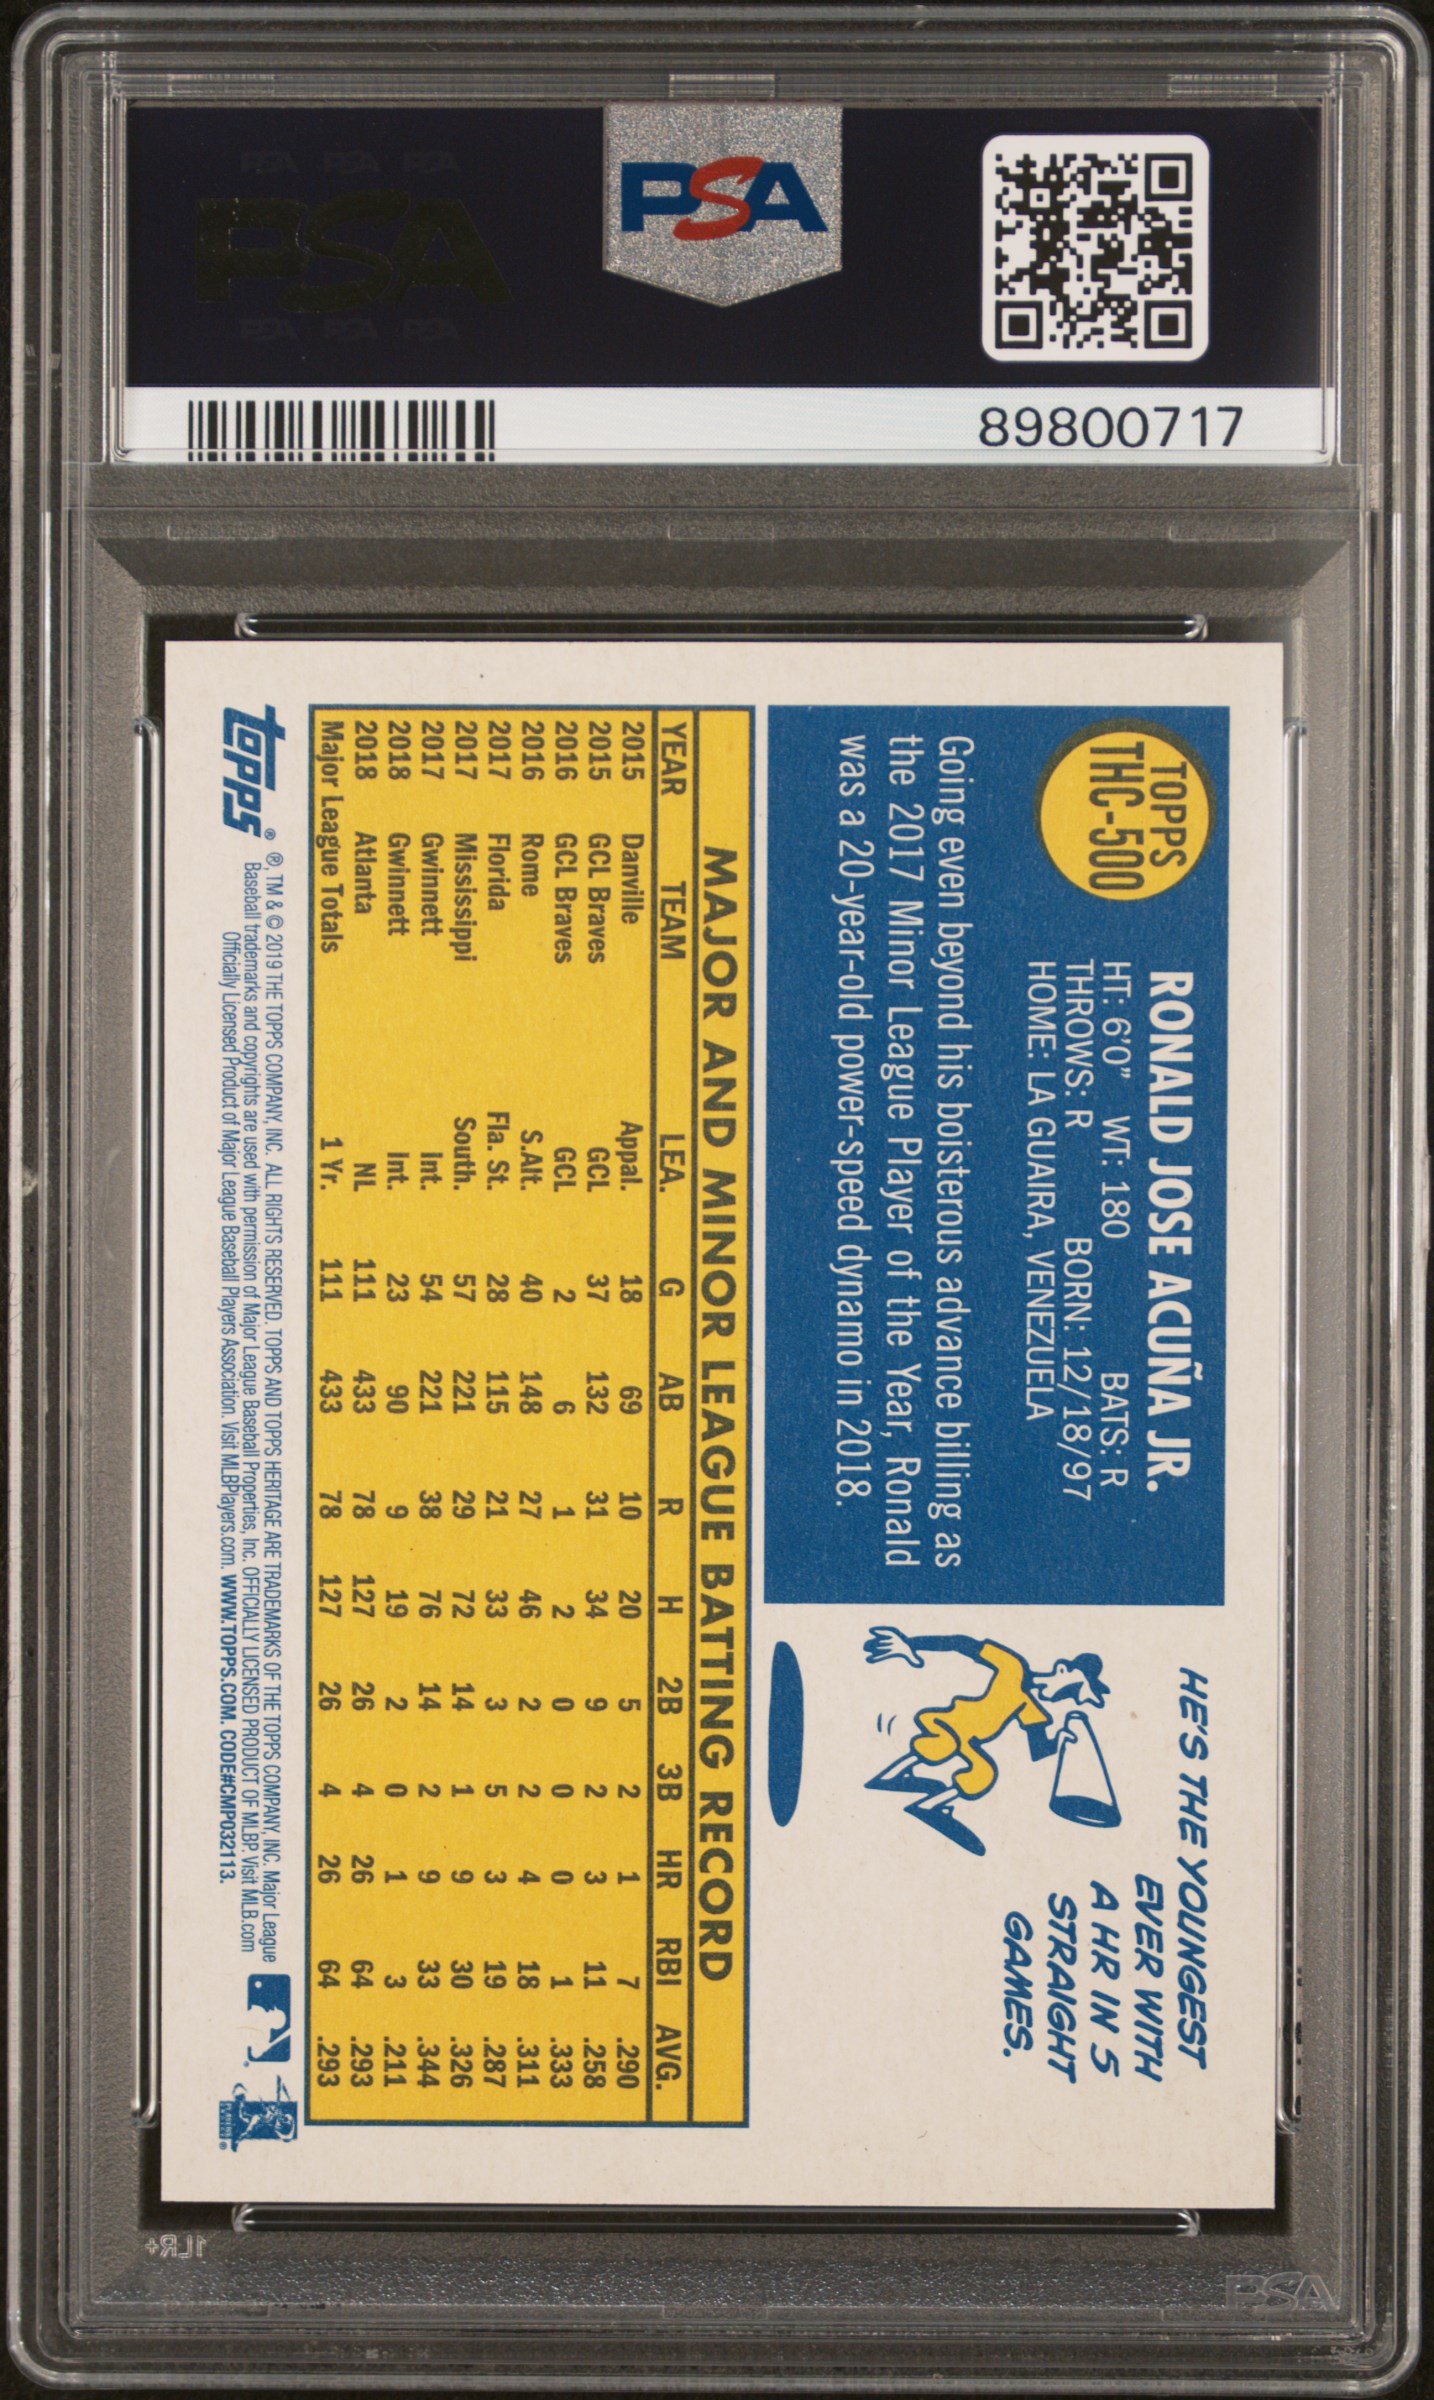 PSA PSA PSA
PSA
PSA PSA PSA
PSA
89800717
TOPPS
THC-500
RONALD JOSE ACUÑA JR.
HT: 6'0" WT: 180 BATS: R
THROWS: R BORN: 12/18/97
HOME: LA GUAIRA, VENEZUELA
Going even beyond his boisterous advance billing as
the 2017 Minor League Player of the Year, Ronald
was a 20-year-old power-speed dynamo in 2018.
HE'S THE YOUNGEST
EVER WITH
A HR IN 5
STRAIGHT
GAMES.
MAJOR AND MINOR LEAGUE BATTING RECORD
YEAR TEAM LEA. G AB R H 2B 3B HR RBI AVG.
2015 Danville Appal. 18 69 10 20 5 2 1 7 .290
2015 GCL Braves GCL 37 132 31 34 9 2 3 11 .258
2016 GCL Braves GCL 2 6 1 2 0 0 0 1 .333
2016 Rome S.Alt. 40 148 27 46 2 2 4 18 .311
2017 Florida Fla. St. 28 115 21 33 3 5 3 19 .287
2017 Mississippi South. 57 221 29 72 14 1 9 30 .326
2017 Gwinnett Int. 54 221 38 76 14 2 9 33 .344
2018 Gwinnett Int. 23 90 9 19 2 0 1 3 .211
2018 Atlanta NL 111 433 78 127 26 4 26 64 .293
Major League Totals 1 Yr. 111 433 78 127 26 4 26 64 .293
topps®
®, TM & © 2019 THE TOPPS COMPANY, INC. ALL RIGHTS RESERVED. TOPPS AND TOPPS HERITAGE ARE TRADEMARKS OF THE TOPPS COMPANY, INC. Major League
Baseball trademarks and copyrights are used with permission of Major League Baseball Properties, Inc. OFFICIALLY LICENSED PRODUCT OF MLBP. Visit MLB.com
Officially Licensed Product of Major League Baseball Players Association. Visit MLBPlayers.com. WWW.TOPPS.COM. CODE#CMP032113.
1LR+
PSA